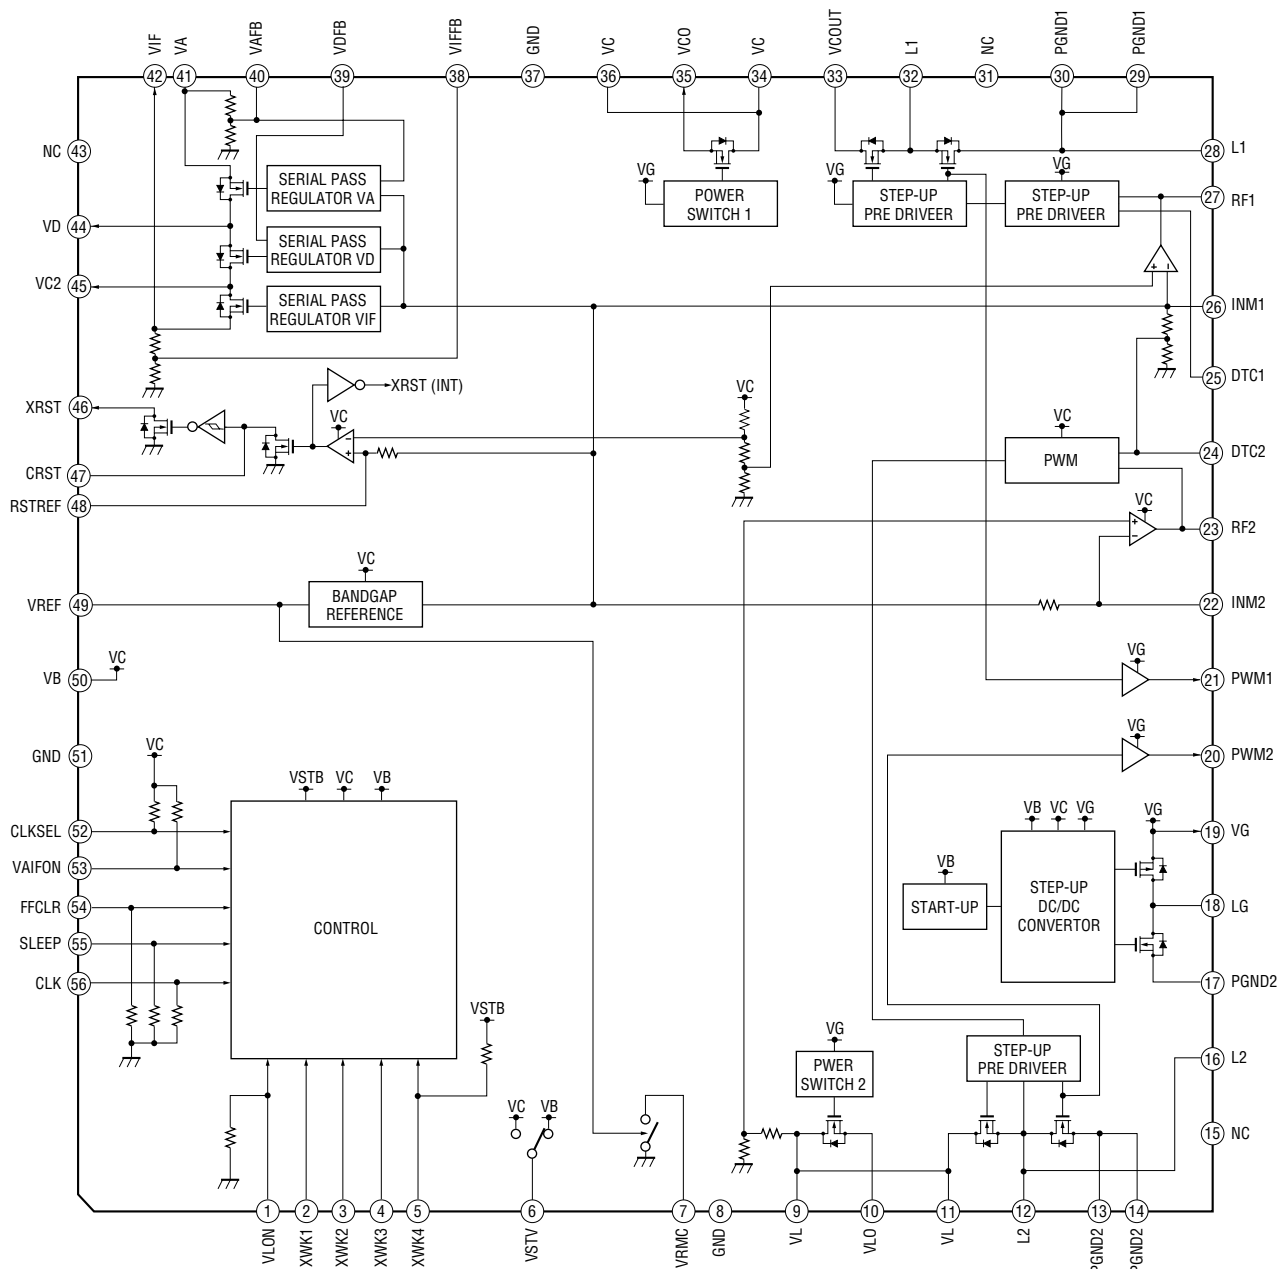 VIF
VA
VAFB
VDFB
VIFFB
GND
VC
VCO
VC
VCOUT
L1
NC
PGND1
PGND1
42
41
40
39
38
37
36
35
34
33
32
31
30
29
NC 43
28 L1
SERIAL PASS
REGULATOR VA
VG
POWER
SWITCH 1
VG
STEP-UP
PRE DRIVEER
VG
STEP-UP
PRE DRIVEER
27 RF1
VD 44
SERIAL PASS
REGULATOR VD
+ −
VC2 45
SERIAL PASS
REGULATOR VIF
26 INM1
25 DTC1
XRST (INT)
VC
XRST 46
VC
−
+
VC
PWM
24 DTC2
CRST 47
RSTREF 48
VC
+
−
23 RF2
VC
VREF 49
BANDGAP
REFERENCE
22 INM2
VC
VB 50
VG
21 PWM1
GND 51
VC
VG
20 PWM2
VSTB
VC
VB
CLKSEL 52
VB
VC
VG
VG
19 VG
VAIFON 53
VB
START-UP
STEP-UP
DC/DC
CONVERTOR
FFCLR 54
18 LG
CONTROL
SLEEP 55
CLK 56
17 PGND2
VSTB
VG
PWER
SWITCH 2
STEP-UP
PRE DRIVEER
16 L2
VC
VB
15 NC
1
2
3
4
5
6
7
8
9
10
11
12
13
14
VLON
XWK1
XWK2
XWK3
XWK4
VSTV
VRMC
GND
VL
VLO
VL
L2
PGND2
PGND2